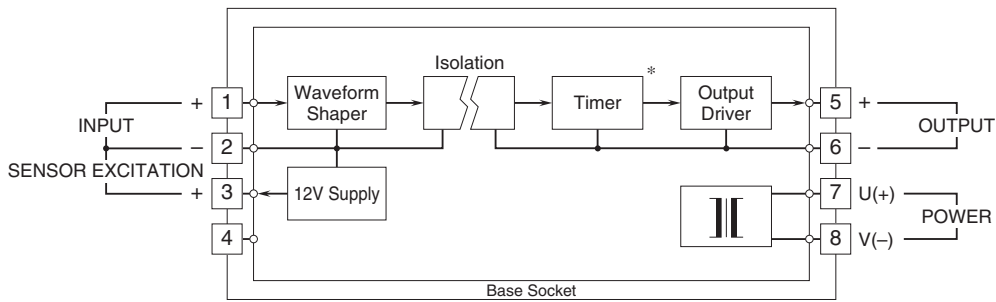 Isolation
Waveform
Shaper
Timer
*
Output
Driver
+ 1
5 +
INPUT
OUTPUT
– 2
6 –
SENSOR EXCITATION
+ 3
12V Supply
7 U(+)
POWER
4
8 V(–)
Base Socket